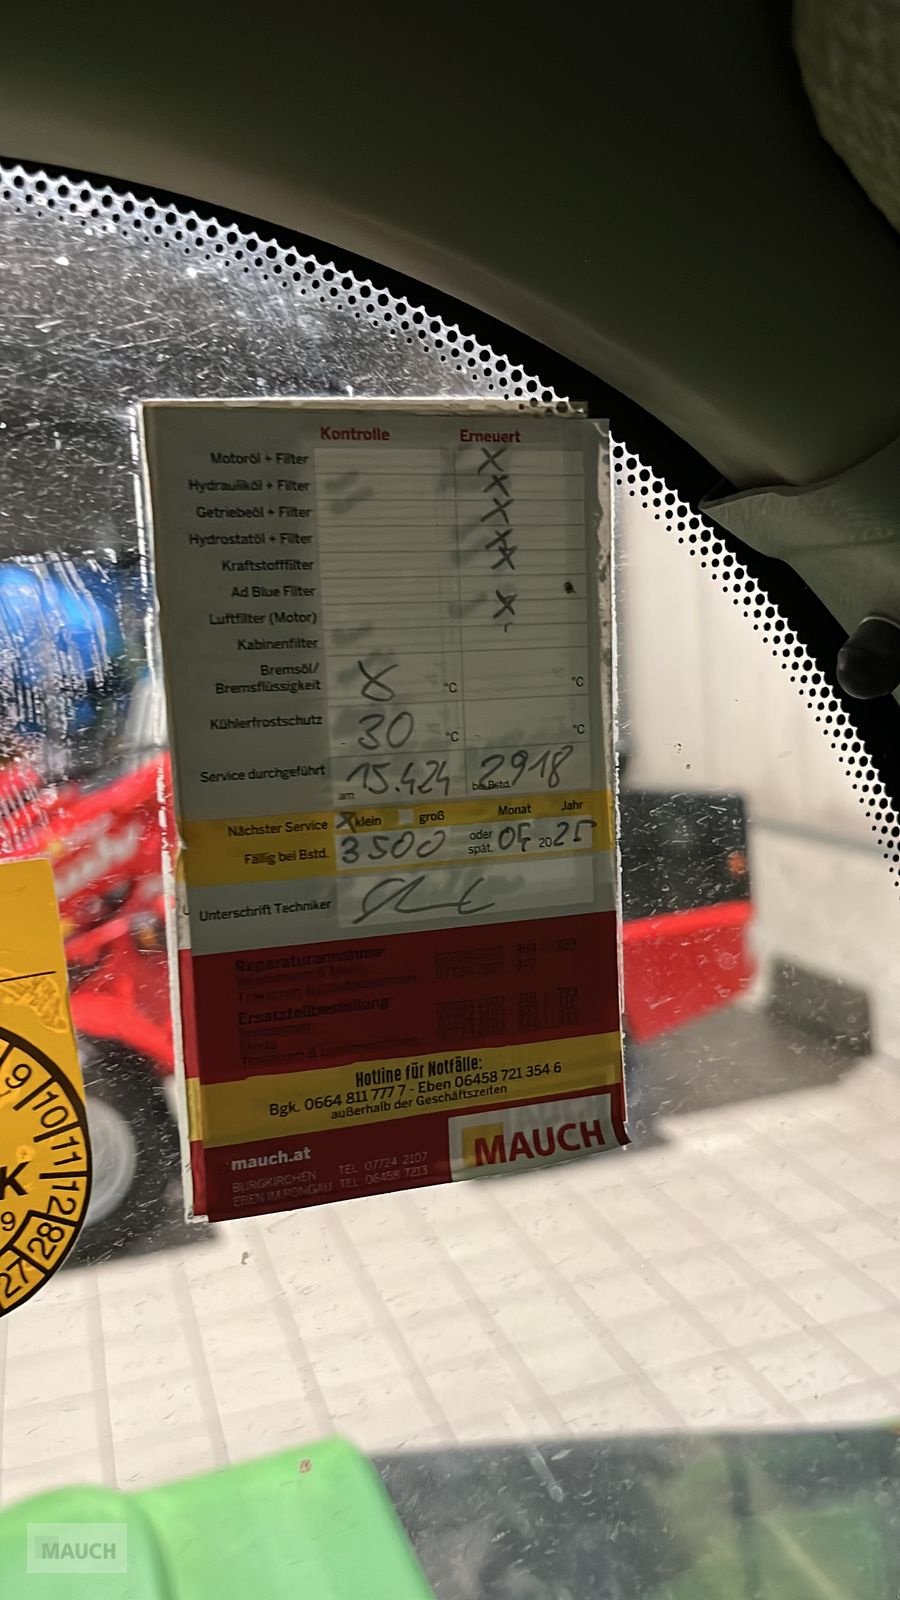 Kontrolle Erneuert
Motoröl + Filter X
Hydrauliköl + Filter X
Getriebeöl + Filter X
Hydrostatöl + Filter X
Kraftstofffilter X
Ad Blue Filter
Luftfilter (Motor) X
Kabinenfilter
Bremsöl/
Bremsflüssigkeit °C °C
Kühlerfrostschutz - 30 °C - °C
Service durchgeführt am 15.4.24 bei Bstd. 2918
Nächster Service X klein groß Monat Jahr
Fällig bei Bstd. 3500 oder spät. 2025
Unterschrift Techniker
Reparaturannahme:
Ersatzteilbestellung:
Hotline für Notfälle:
Bgk. 0664 811 777 7 - Eben 06458 721 354 6
außerhalb der Geschäftszeiten
mauch.at
BURGKIRCHEN TEL 07724 2107
EBEN IM PONGAU TEL 06458 7213
MAUCH
9
10
11
12
K
9
28
27
MAUCH